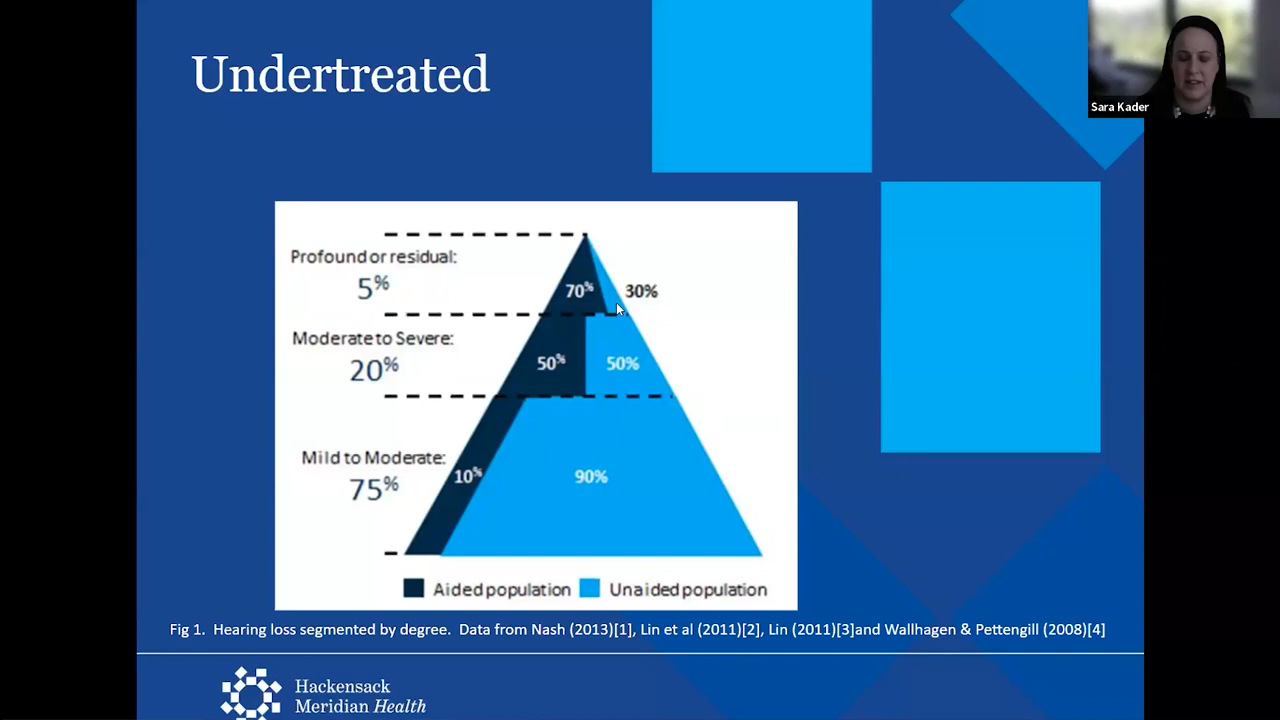 Undertreated
Sara Kader
Profound or residual:
5%
70%
30%
Moderate to Severe:
20%
50%
50%
Mild to Moderate:
75%
10%
90%
Aided population
Unaided population
Fig 1. Hearing loss segmented by degree. Data from Nash (2013)[1], Lin et al (2011)[2], Lin (2011)[3]and Wallhagen & Pettengill (2008)[4]
Hackensack
Meridian Health